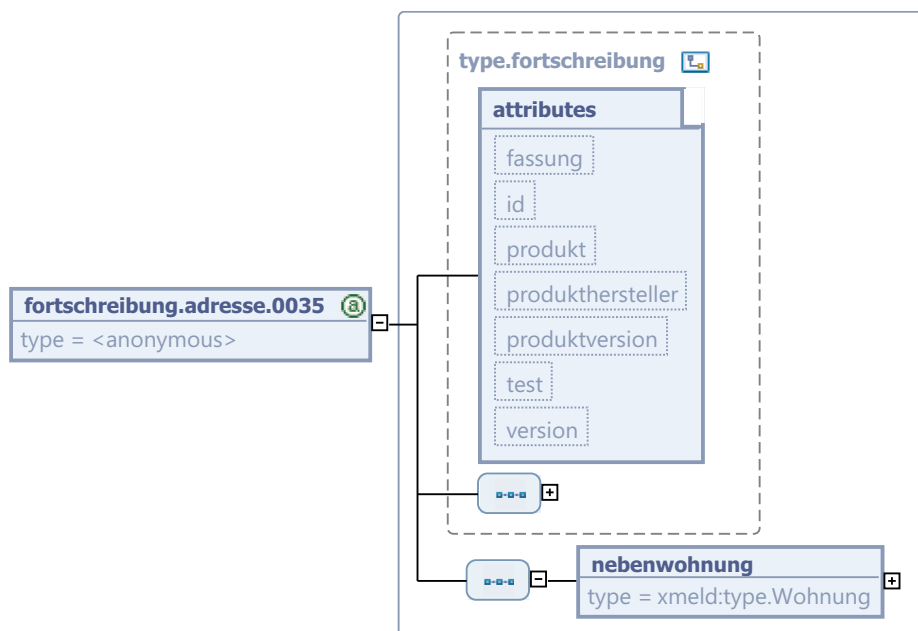 type.fortschreibung
attributes
fassung
id
produkt
produkthersteller
produktversion
test
version
fortschreibung.adresse.0035 a
type = <anonymous>
nebenwohnung
type = xmeld:type.Wohnung